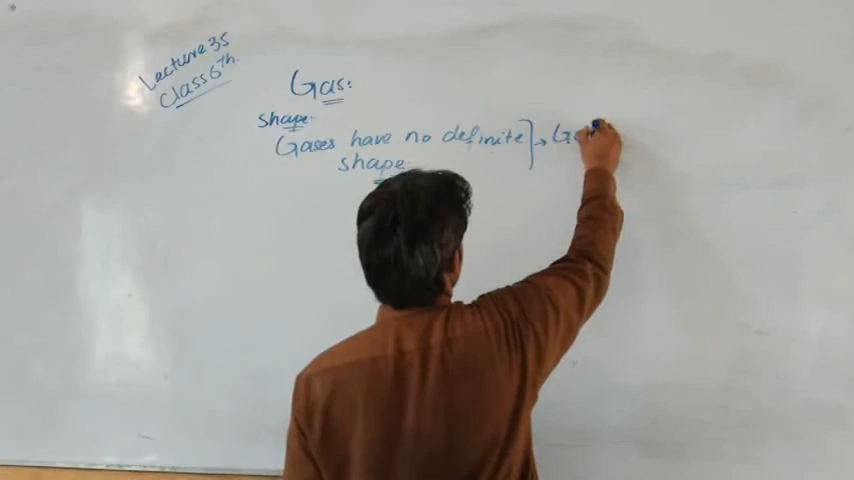 Lecture 35
Class 6th.
Gas:
Shape:
Gases have no definite
shape.